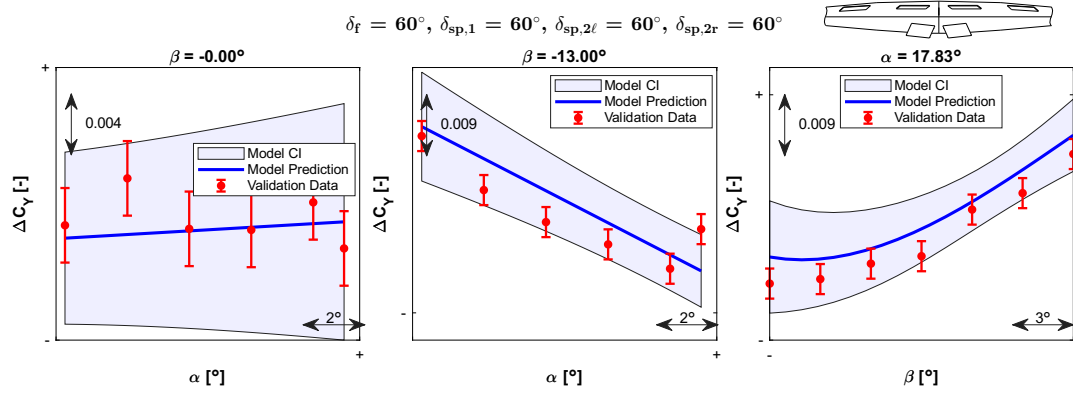 δf = 60°, δsp,1 = 60°, δsp,2ℓ = 60°, δsp,2r = 60°
β = -0.00°
+
0.004
Model CI
Model Prediction
Validation Data
2°
-
+
ΔCY [-]
α [°]
β = -13.00°
0.009
Model CI
Model Prediction
Validation Data
2°
-
+
ΔCY [-]
α [°]
α = 17.83°
+
0.009
Model CI
Model Prediction
Validation Data
3°
-
-
+
ΔCY [-]
β [°]